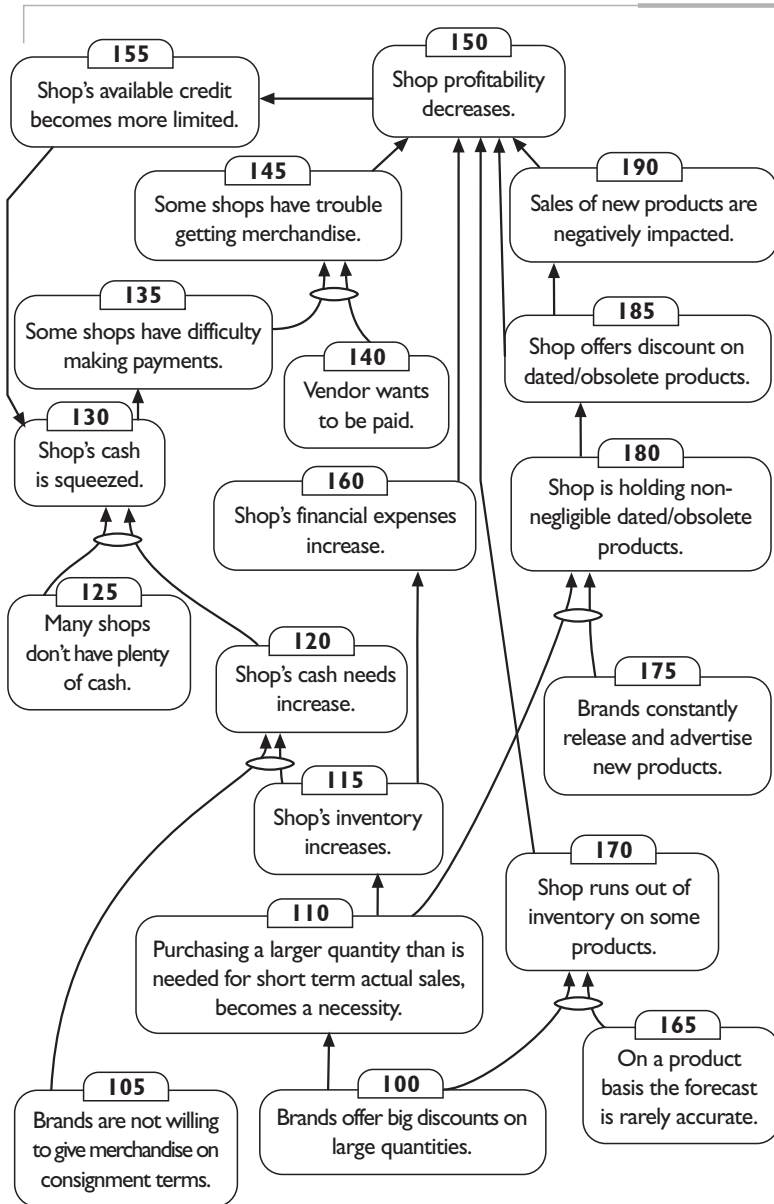 155
Shop's available credit
becomes more limited.
150
Shop profitability
decreases.
145
Some shops have trouble
getting merchandise.
190
Sales of new products are
negatively impacted.
135
Some shops have difficulty
making payments.
140
Vendor wants
to be paid.
185
Shop offers discount on
dated/obsolete products.
130
Shop's cash
is squeezed.
160
Shop's financial expenses
increase.
180
Shop is holding non-
negligible dated/obsolete
products.
125
Many shops
don't have plenty
of cash.
120
Shop's cash needs
increase.
175
Brands constantly
release and advertise
new products.
115
Shop's inventory
increases.
170
Shop runs out of
inventory on some
products.
110
Purchasing a larger quantity than is
needed for short term actual sales,
becomes a necessity.
165
On a product
basis the forecast
is rarely accurate.
105
Brands are not willing
to give merchandise on
consignment terms.
100
Brands offer big discounts on
large quantities.